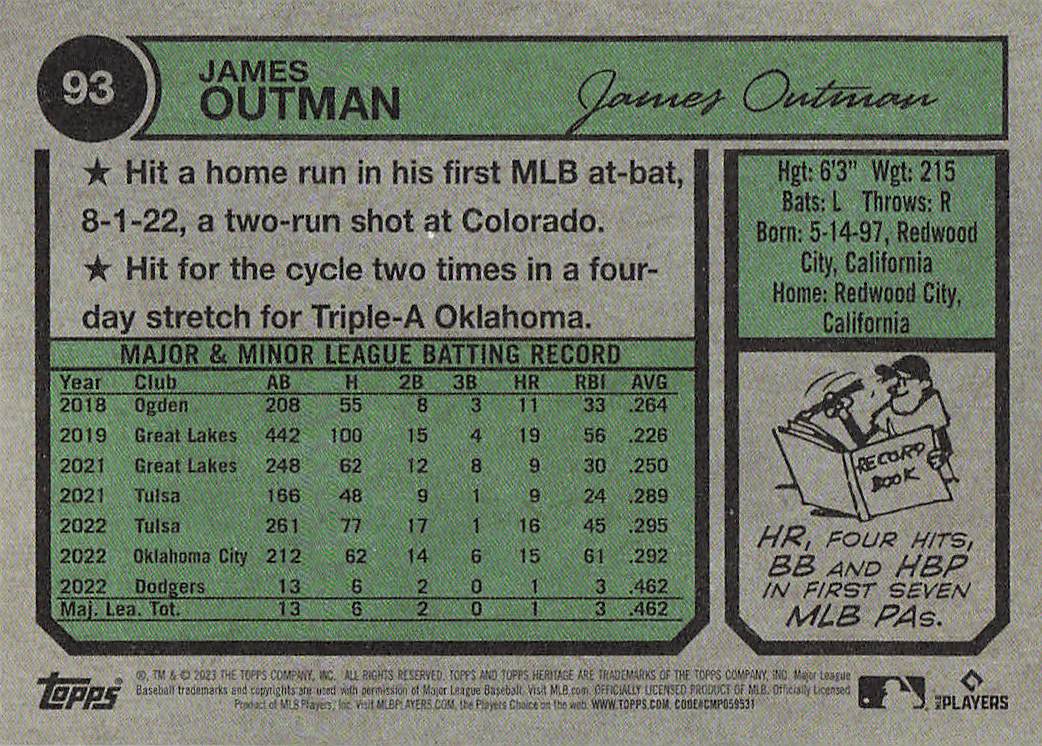 93
JAMES
OUTMAN
James Outman
★ Hit a home run in his first MLB at-bat,
8-1-22, a two-run shot at Colorado.
★ Hit for the cycle two times in a four-
day stretch for Triple-A Oklahoma.
MAJOR & MINOR LEAGUE BATTING RECORD
Year Club AB H 2B 3B HR RBI AVG
2018 Ogden 208 55 8 3 11 33 .264
2019 Great Lakes 442 100 15 4 19 56 .226
2021 Great Lakes 248 62 12 8 9 30 .250
2021 Tulsa 166 48 9 1 9 24 .289
2022 Tulsa 261 77 17 1 16 45 .295
2022 Oklahoma City 212 62 14 6 15 61 .292
2022 Dodgers 13 6 2 0 1 3 .462
Maj. Lea. Tot. 13 6 2 0 1 3 .462
Hgt: 6'3" Wgt: 215
Bats: L Throws: R
Born: 5-14-97, Redwood
City, California
Home: Redwood City,
California
RECORD
BOOK
HR, FOUR HITS,
BB AND HBP
IN FIRST SEVEN
MLB PAs.
topps
®, TM & © 2023 THE TOPPS COMPANY, INC. ALL RIGHTS RESERVED. TOPPS AND TOPPS HERITAGE ARE TRADEMARKS OF THE TOPPS COMPANY, INC. Major League
Baseball trademarks and copyrights are used with permission of Major League Baseball. Visit MLB.com. OFFICIALLY LICENSED PRODUCT OF MLB. Officially Licensed
Product of MLB Players, Inc. Visit MLBPLAYERS.COM, the Players Choice on the web. WWW.TOPPS.COM. CODE#CMP059531
MLB PLAYERS